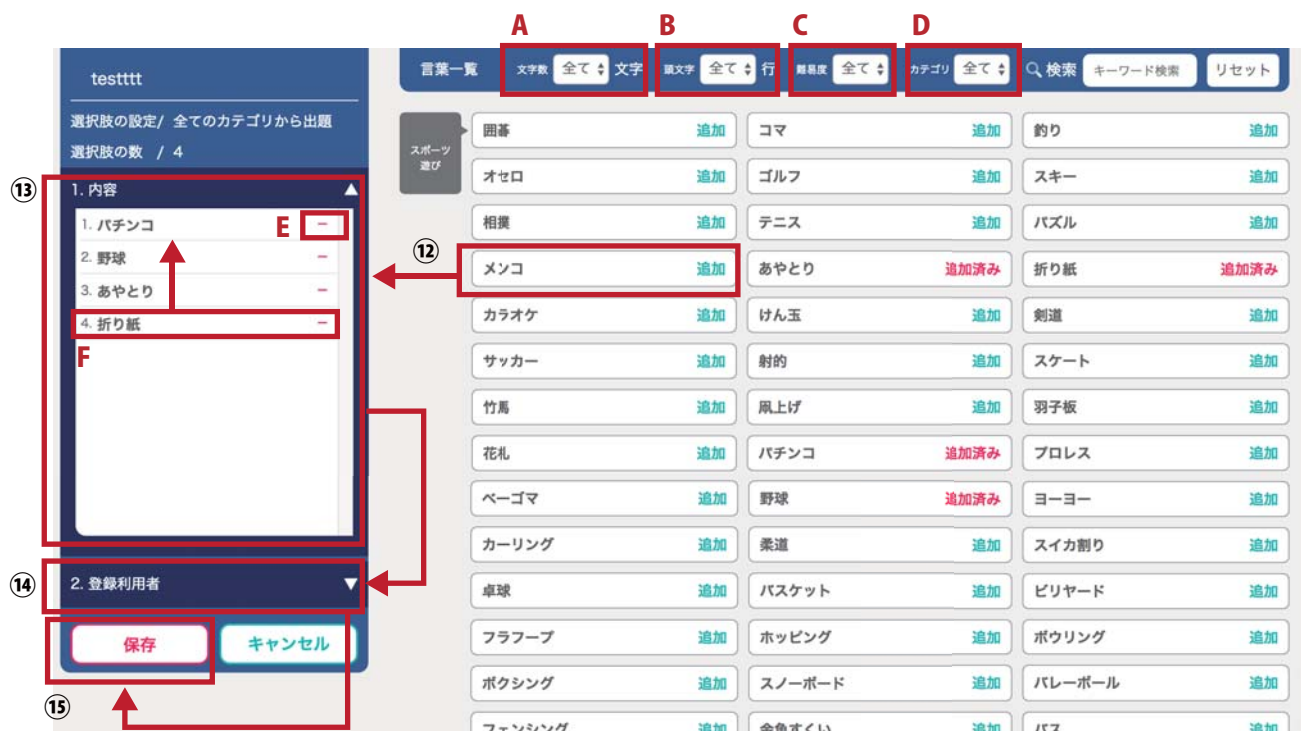 A B C D
testttt
選択肢の設定/ 全てのカテゴリから出題
選択肢の数 / 4
⑬
1. 内容
1. パチンコ −
E
2. 野球 −
3. あやとり −
4. 折り紙 −
F
⑭
2. 登録利用者
保存 キャンセル
⑮
言葉一覧 文字数 全て 文字 頭文字 全て 行 難易度 全て カテゴリ 全て 検索 キーワード検索 リセット
スポーツ
遊び
囲碁 追加 コマ 追加 釣り 追加
オセロ 追加 ゴルフ 追加 スキー 追加
相撲 追加 テニス 追加 パズル 追加
⑫
メンコ 追加 あやとり 追加済み 折り紙 追加済み
カラオケ 追加 けん玉 追加 剣道 追加
サッカー 追加 射的 追加 スケート 追加
竹馬 追加 凧上げ 追加 羽子板 追加
花札 追加 パチンコ 追加済み プロレス 追加
ベーゴマ 追加 野球 追加済み ヨーヨー 追加
カーリング 追加 柔道 追加 スイカ割り 追加
卓球 追加 バスケット 追加 ビリヤード 追加
フラフープ 追加 ホッピング 追加 ボウリング 追加
ボクシング 追加 スノーボード 追加 バレーボール 追加
フェンシング 追加 金魚すくい 追加 追加